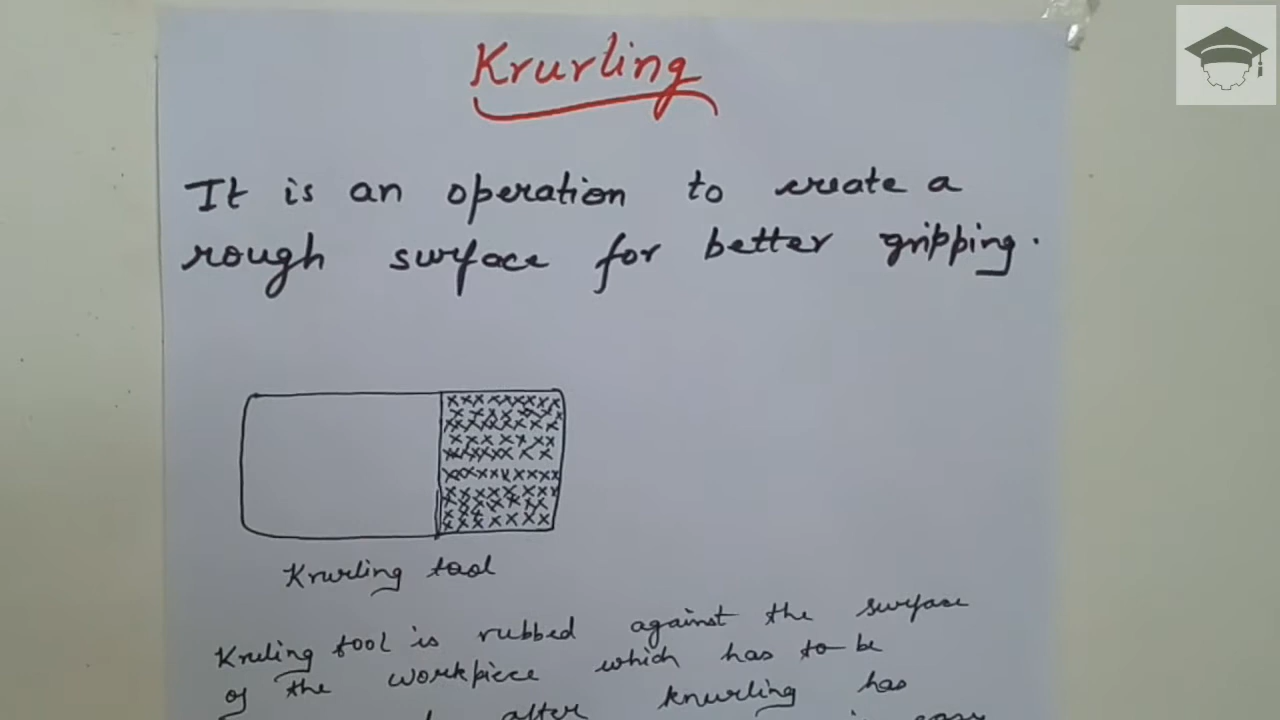 Krurling
It is an operation to create a
rough surface for better gripping.
Krurling tool
Kruling tool is rubbed against the surface
of the workpiece which has to be
after knurling has